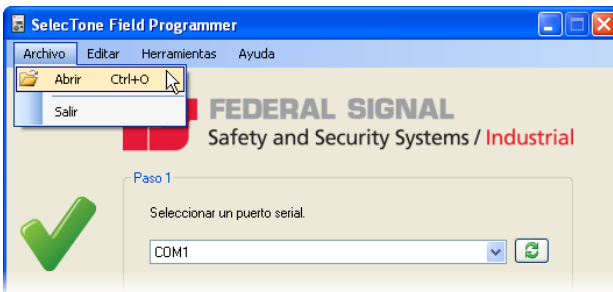 SelecTone Field Programmer
Archivo Editar Herramientas Ayuda
Abrir Ctrl+O
Salir
FEDERAL SIGNAL
Safety and Security Systems / Industrial
Paso 1
Seleccionar un puerto serial.
COM1